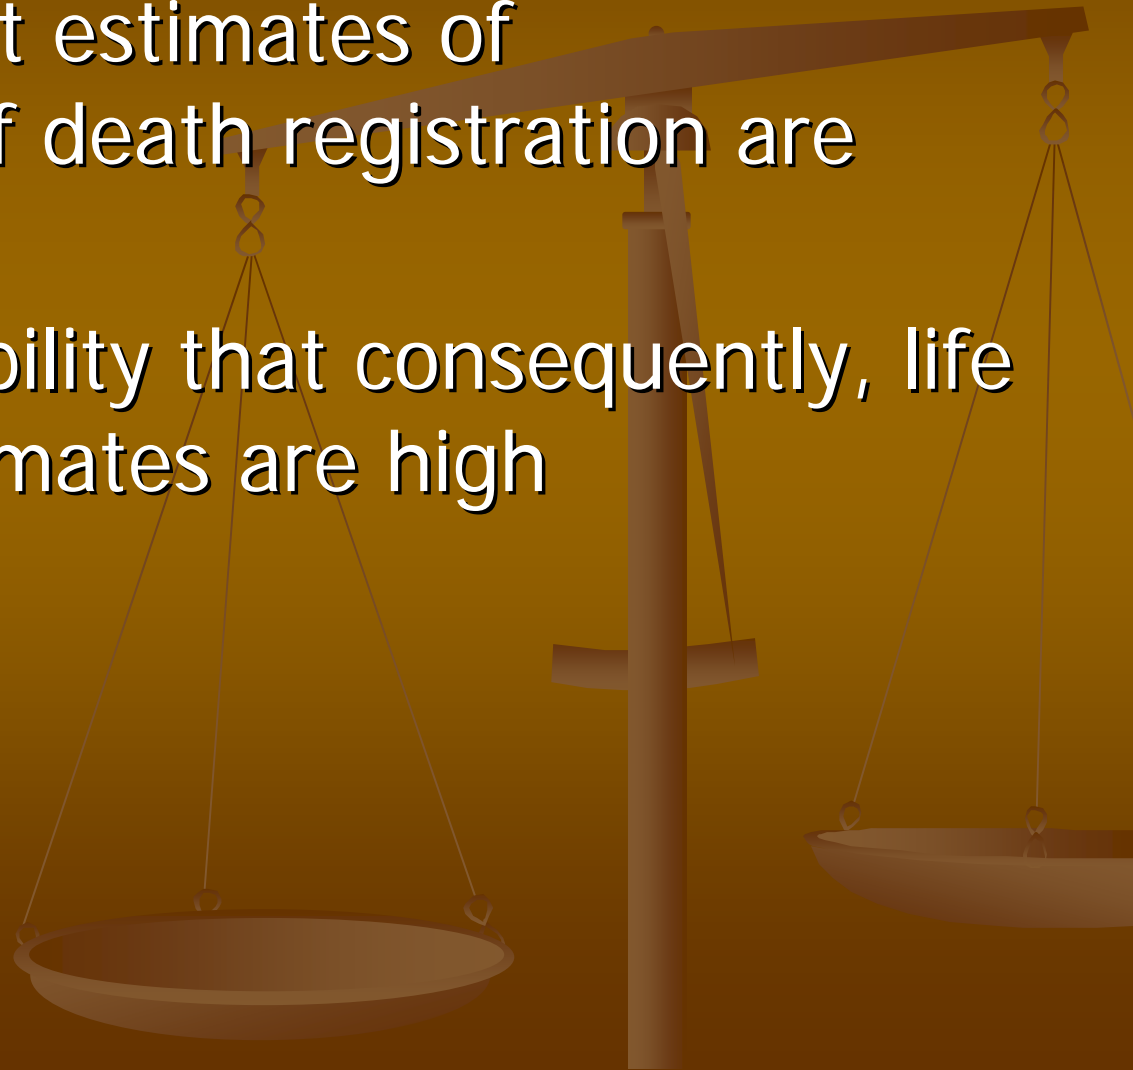 t estimates of
f death registration are
bility that consequently, life
mates are high